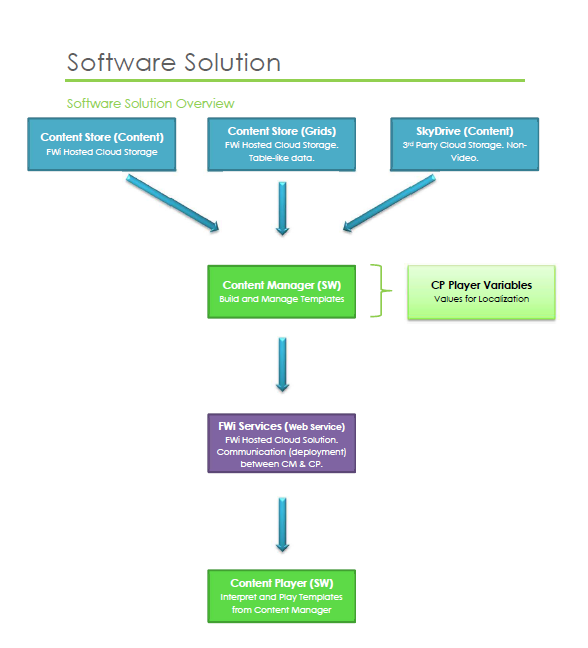 Software Solution
Software Solution Overview
Content Store (Content)
FWi Hosted Cloud Storage
Content Store (Grids)
FWi Hosted Cloud Storage.
Table-like data.
SkyDrive (Content)
3rd Party Cloud Storage. Non-
Video.
Content Manager (SW)
Build and Manage Templates
CP Player Variables
Values for Localization
FWi Services (Web Service)
FWi Hosted Cloud Solution.
Communication (deployment)
between CM & CP.
Content Player (SW)
Interpret and Play Templates
from Content Manager